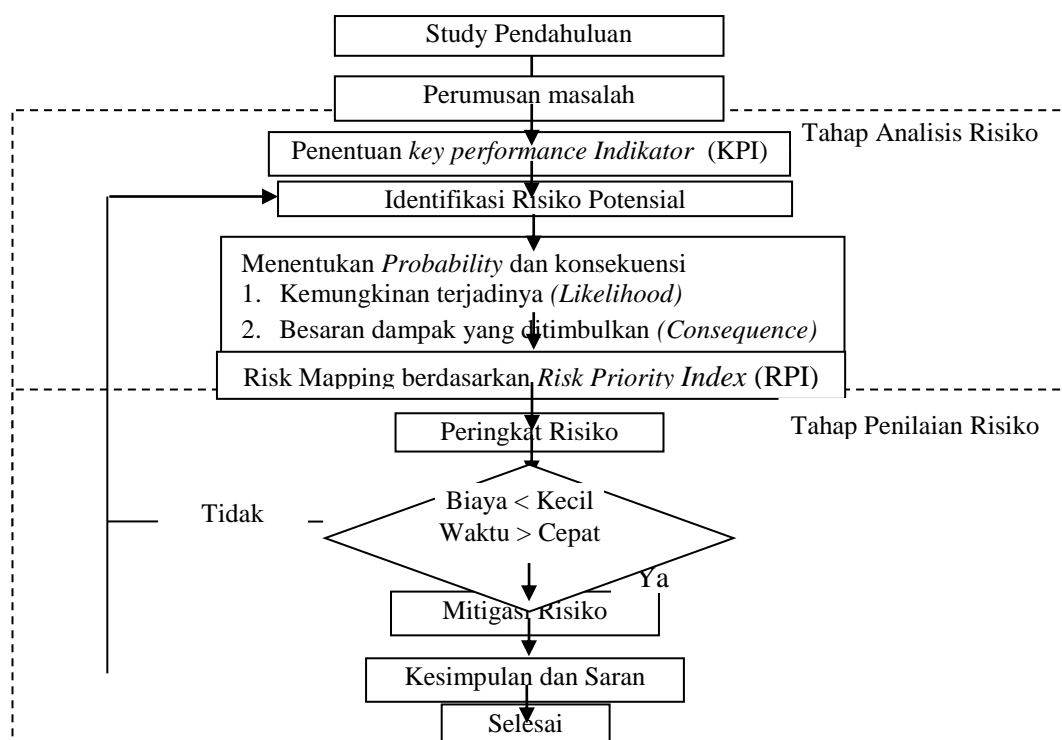 Study Pendahuluan
Perumusan masalah
Tahap Analisis Risiko
Penentuan key performance Indikator (KPI)
Identifikasi Risiko Potensial
Menentukan Probability dan konsekuensi
1. Kemungkinan terjadinya (Likelihood)
2. Besaran dampak yang ditimbulkan (Consequence)
Risk Mapping berdasarkan Risk Priority Index (RPI)
Tahap Penilaian Risiko
Peringkat Risiko
Biaya < Kecil
Waktu > Cepat
Tidak
Ya
Mitigasi Risiko
Kesimpulan dan Saran
Selesai